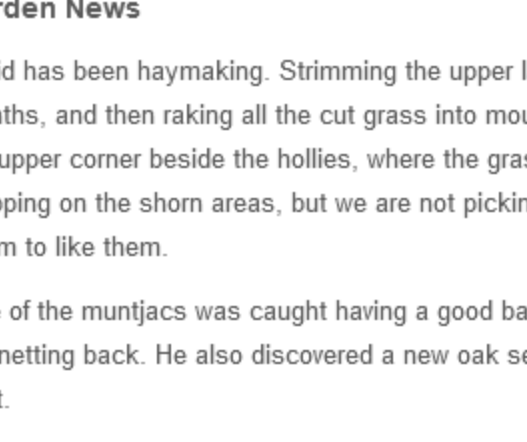 rden News
id has been haymaking. Strimming the upper l
nths, and then raking all the cut grass into mou
upper corner beside the hollies, where the gras
pping on the shorn areas, but we are not pickin
m to like them.
e of the muntjacs was caught having a good ba
netting back. He also discovered a new oak se
t.